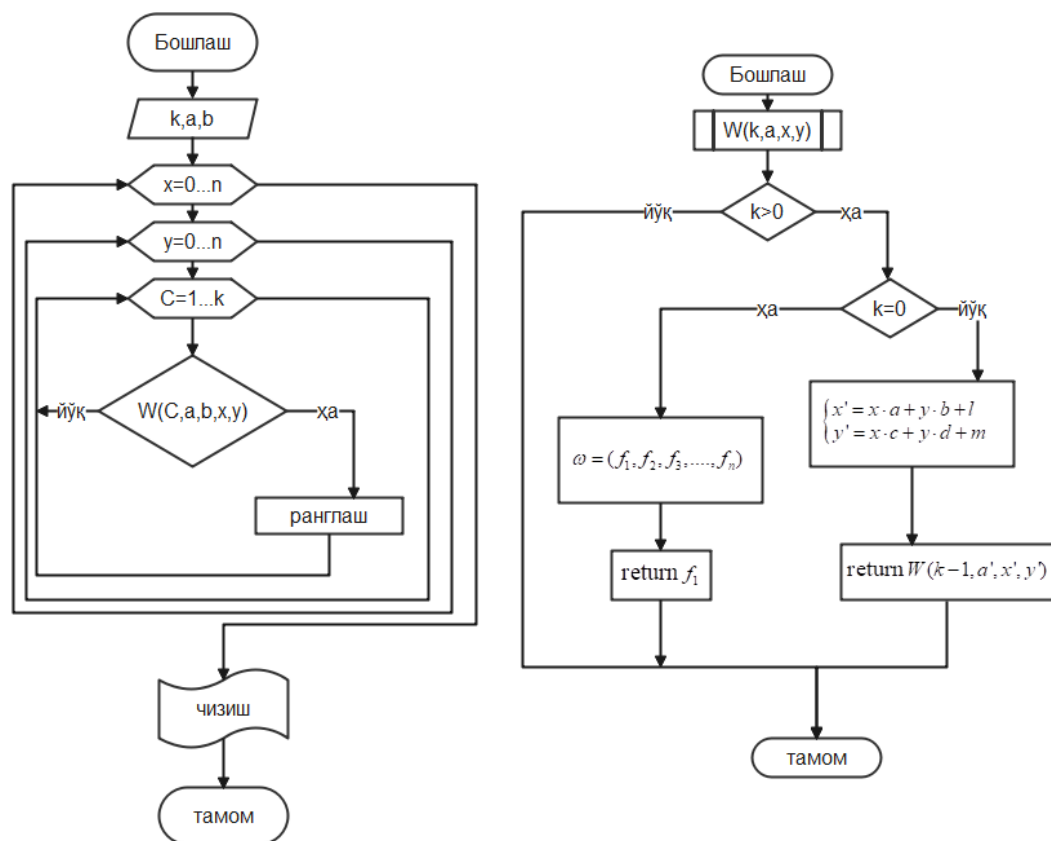 Бошлаш
k,a,b
x=0...n
y=0...n
C=1...k
W(C,a,b,x,y)
йўқ
ҳа
ранглаш
чизиш
тамом
Бошлаш
W(k,a,x,y)
k>0
йўқ
ҳа
k=0
ҳа
йўқ
ω = (f₁, f₂, f₃, ...., fₙ)
return f₁
x' = x · a + y · b + l
y' = x · c + y · d + m
return W(k−1, a', x', y')
тамом